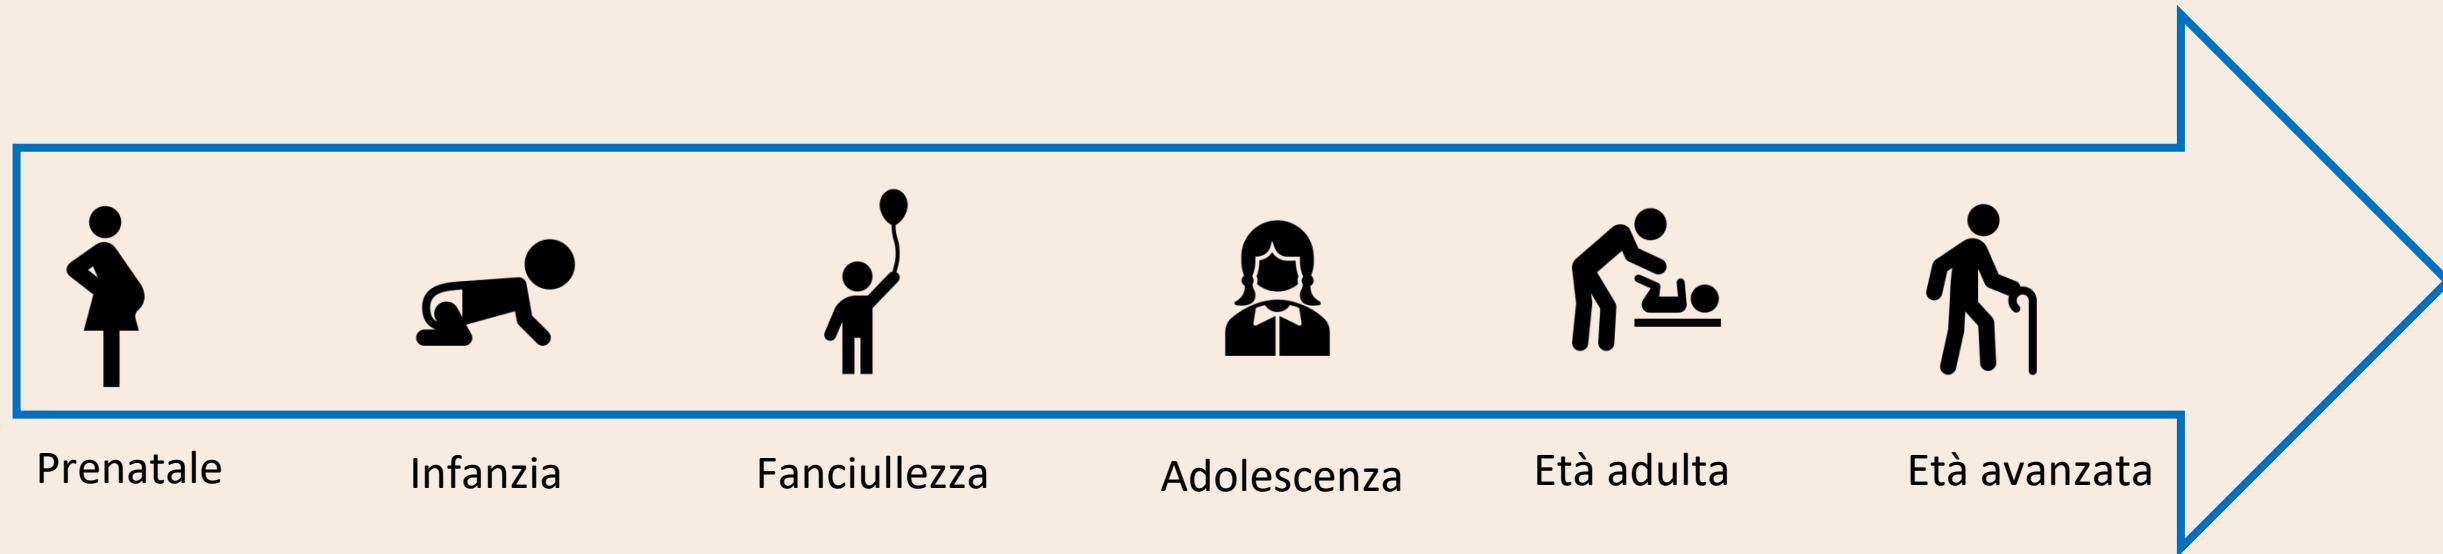 Prenatale
Infanzia
Fanciullezza
Adolescenza
Età adulta
Età avanzata